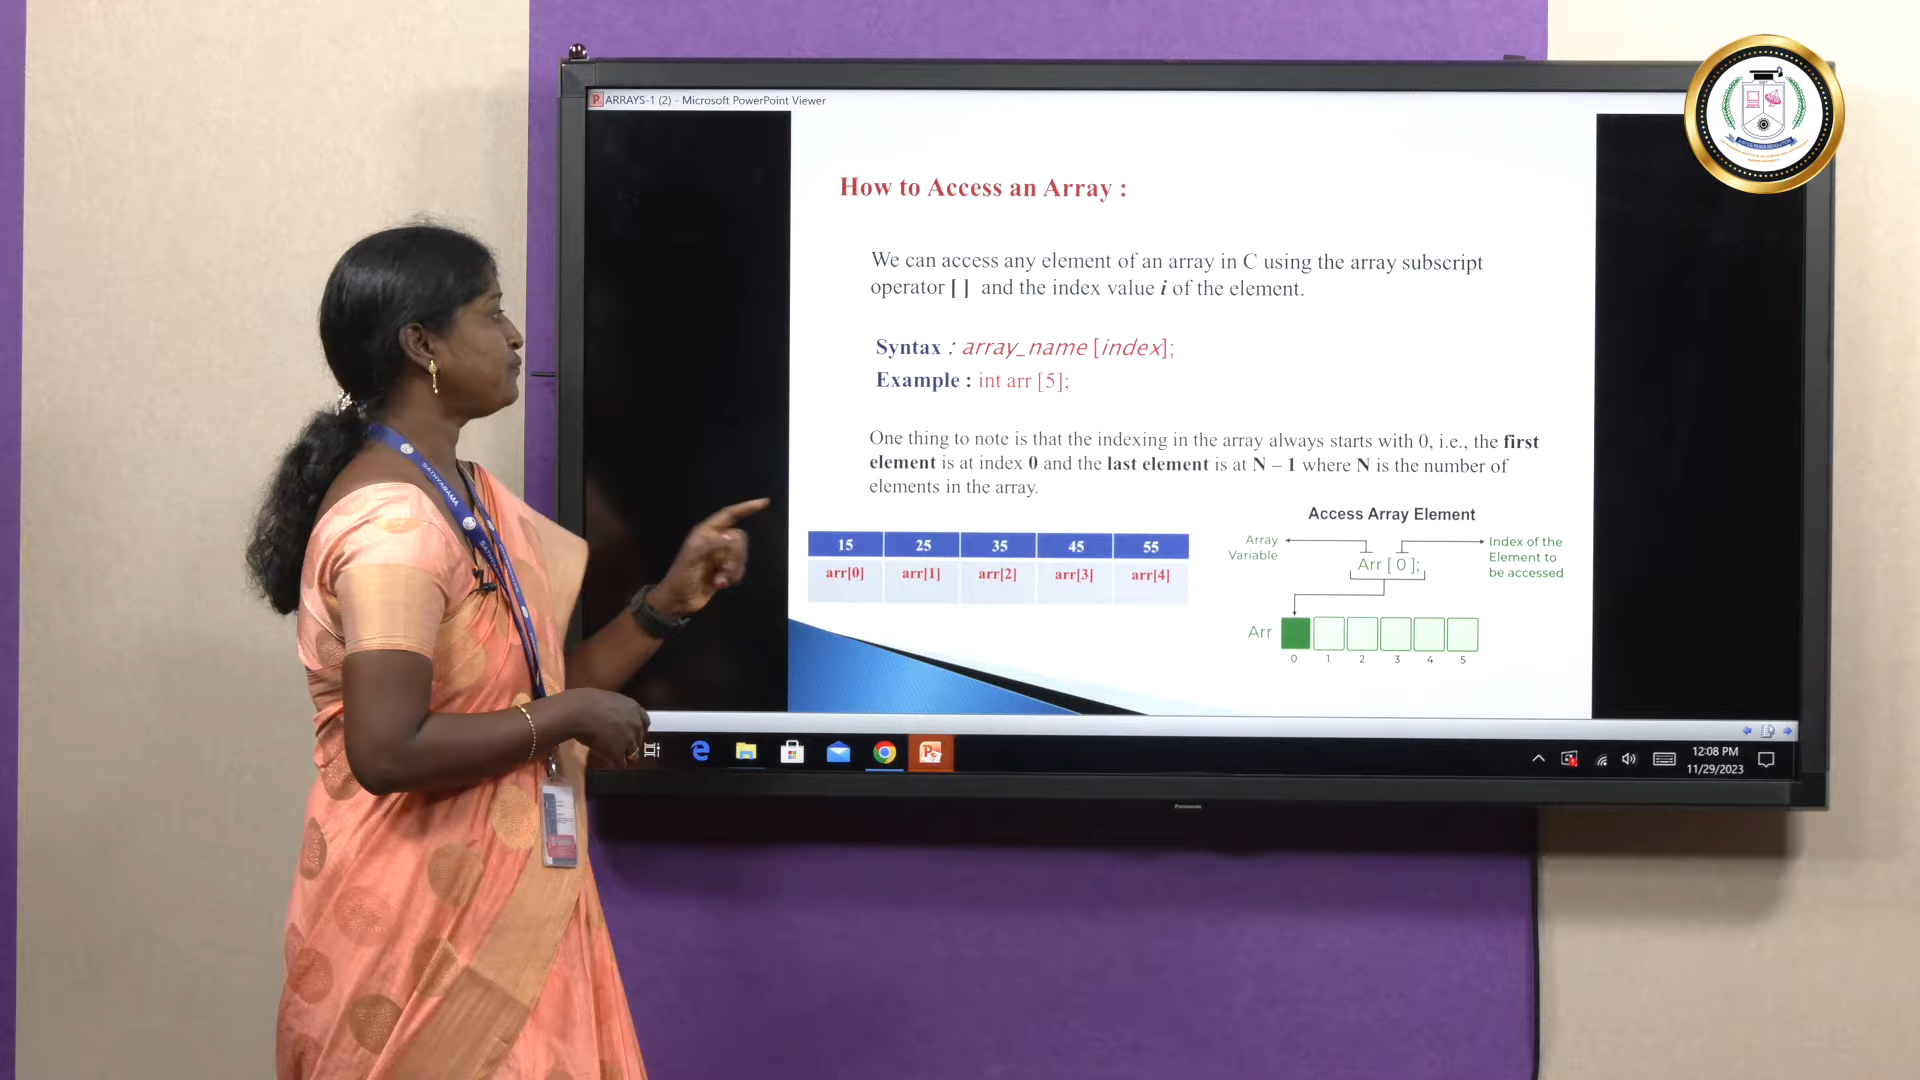 ARRAYS-1 (2) - Microsoft PowerPoint Viewer
How to Access an Array :
We can access any element of an array in C using the array subscript
operator [ ] and the index value i of the element.
Syntax : array_name [index];
Example : int arr [5];
One thing to note is that the indexing in the array always starts with 0, i.e., the first
element is at index 0 and the last element is at N – 1 where N is the number of
elements in the array.
15 25 35 45 55
arr[0] arr[1] arr[2] arr[3] arr[4]
Access Array Element
Array
Variable
Arr [ 0 ];
Index of the
Element to
be accessed
Arr
0 1 2 3 4 5
12:08 PM
11/29/2023
Panasonic
SATHYABAMA